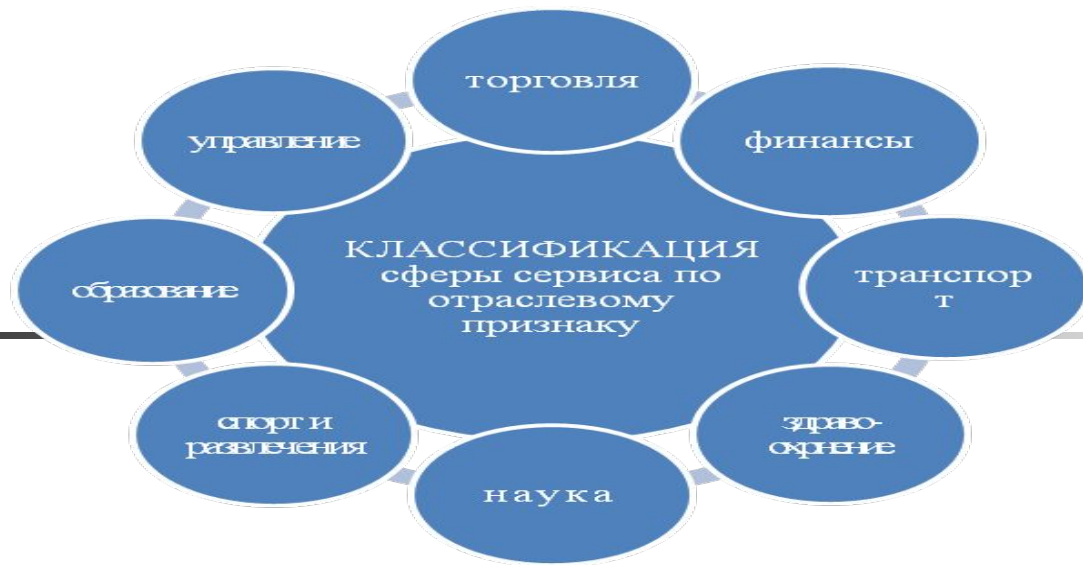 торговля
финансы
транспор
т
здраво-
охрнение
наука
спорт и
развлечения
образование
управление
КЛАССИФИКАЦИЯ
сферы сервиса по
отраслевому
признаку